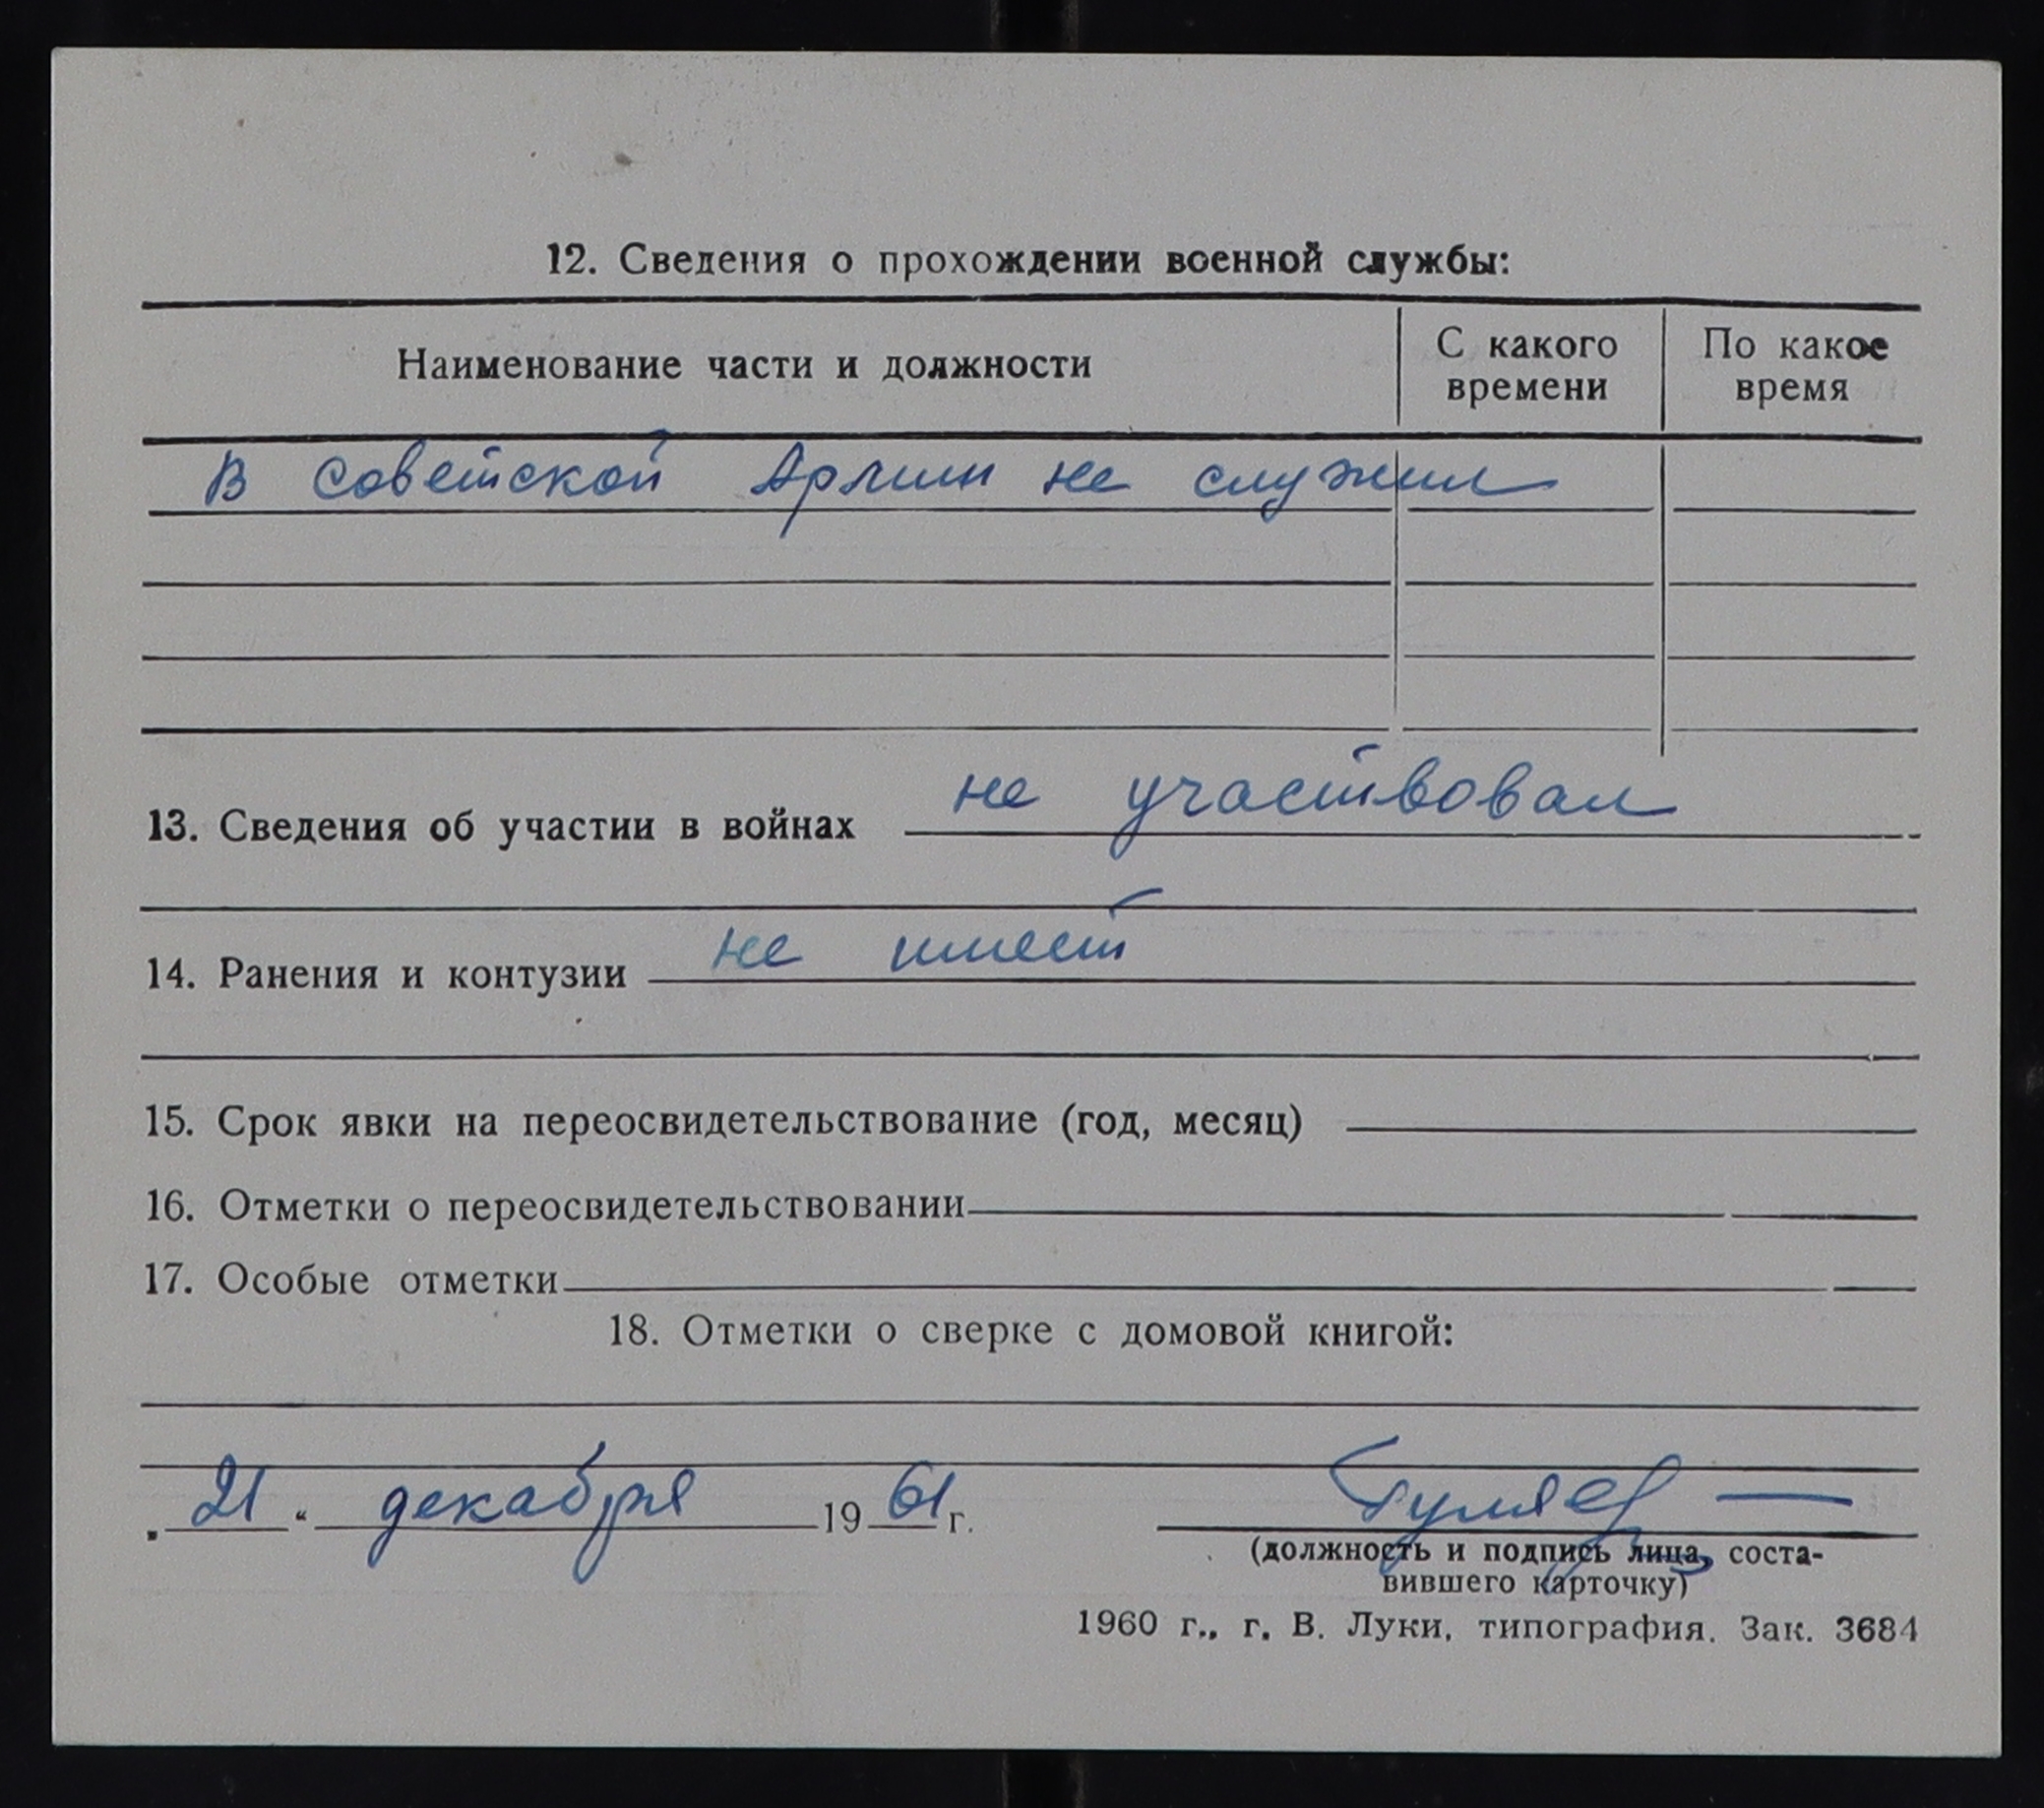 12. Сведения о прохождении военной службы:
Наименование части и должности
С какого времени
По какое время
В Советской Армии не служил
13. Сведения об участии в войнах не участвовал
14. Ранения и контузии не имеет
15. Срок явки на переосвидетельствование (год, месяц)
16. Отметки о переосвидетельствовании
17. Особые отметки
18. Отметки о сверке с домовой книгой:
„21“ декабря 1961 г.
(должность и подпись лица, соста-
вившего карточку)
1960 г., г. В. Луки, типография. Зак. 3684